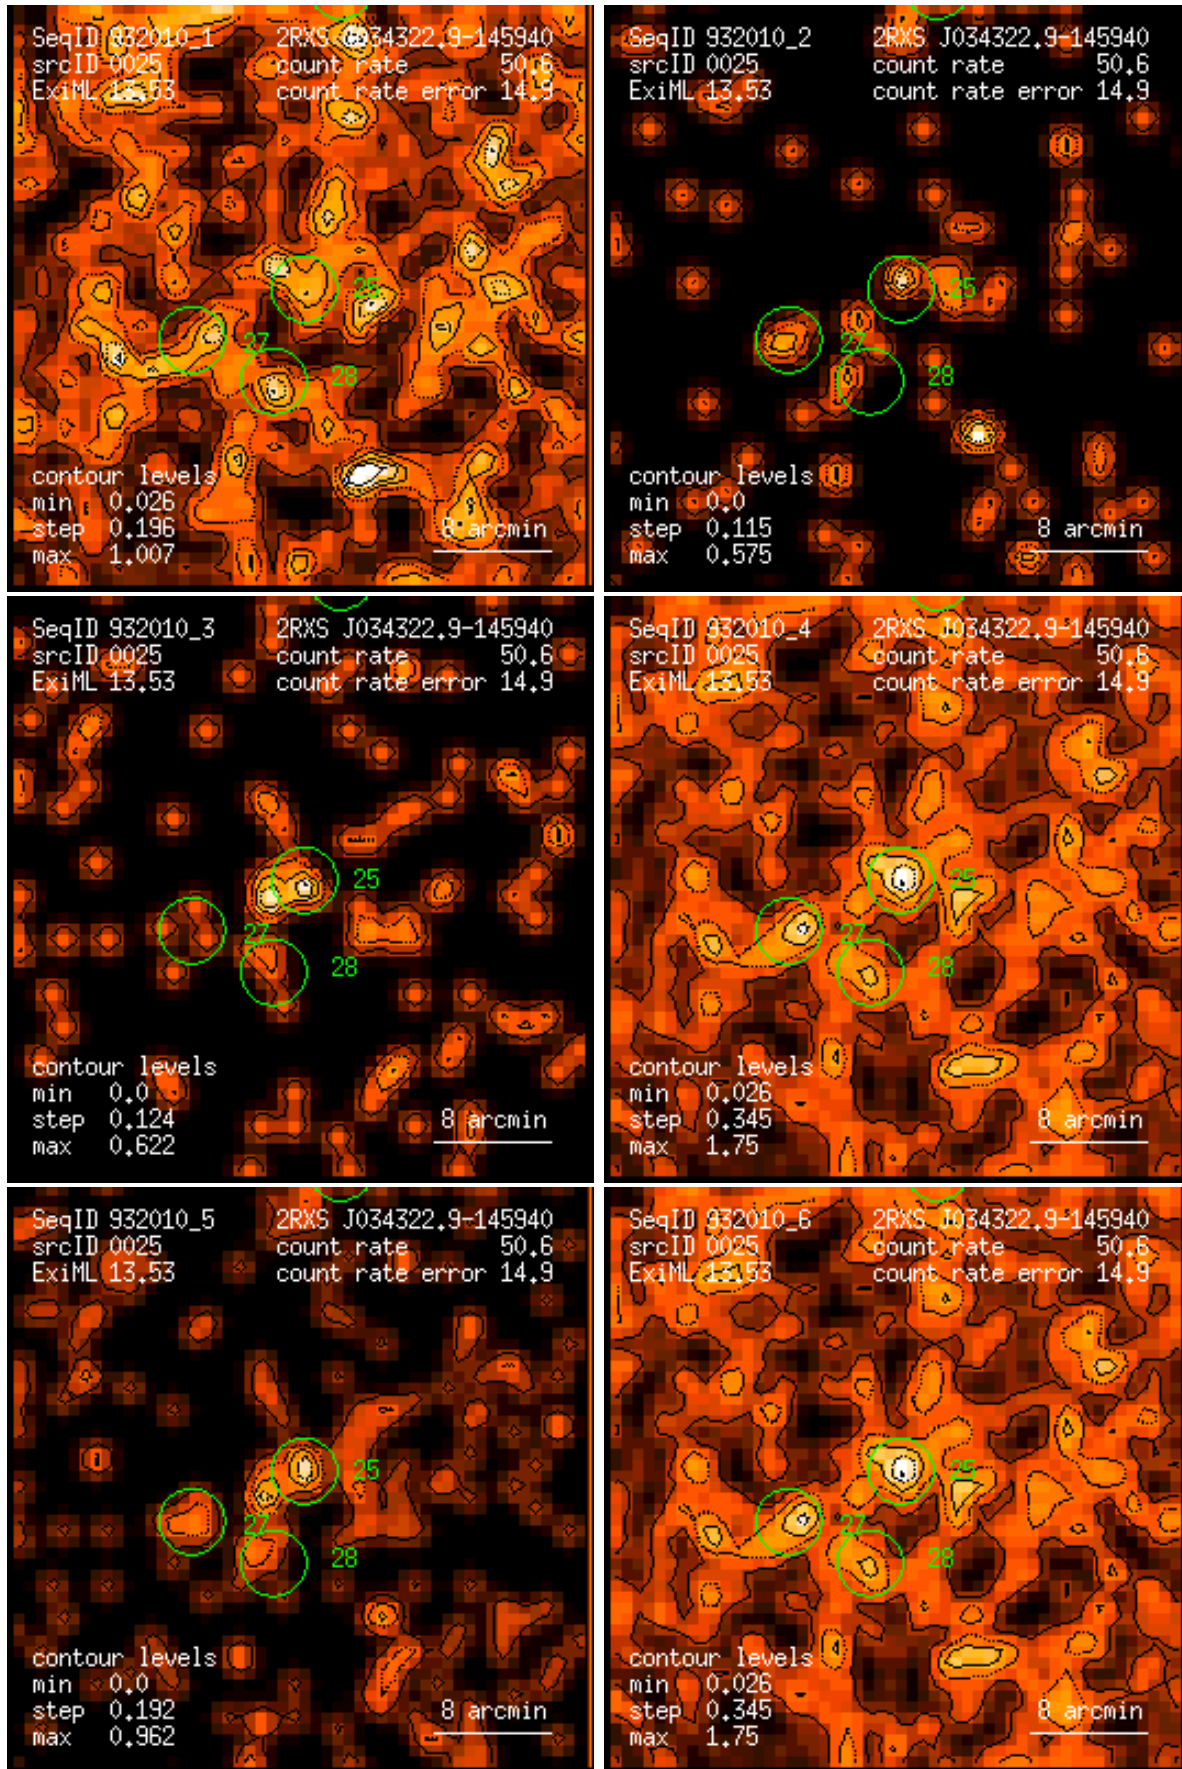 SeqID 932010_1 2RXS J034322.9-145940
srcID 0025 count rate 50.6
ExiML 13.53 count rate error 14.9
25
27
28
contour levels
min 0.026
step 0.196
max 1.007
8 arcmin
SeqID 932010_2 2RXS J034322.9-145940
srcID 0025 count rate 50.6
ExiML 13.53 count rate error 14.9
25
27
28
contour levels
min 0.0
step 0.115
max 0.575
8 arcmin
SeqID 932010_3 2RXS J034322.9-145940
srcID 0025 count rate 50.6
ExiML 13.53 count rate error 14.9
25
27
28
contour levels
min 0.0
step 0.124
max 0.622
8 arcmin
SeqID 932010_4 2RXS J034322.9-145940
srcID 0025 count rate 50.6
ExiML 13.53 count rate error 14.9
25
27
28
contour levels
min 0.026
step 0.345
max 1.75
8 arcmin
SeqID 932010_5 2RXS J034322.9-145940
srcID 0025 count rate 50.6
ExiML 13.53 count rate error 14.9
25
27
28
contour levels
min 0.0
step 0.192
max 0.962
8 arcmin
SeqID 932010_6 2RXS J034322.9-145940
srcID 0025 count rate 50.6
ExiML 13.53 count rate error 14.9
25
27
28
contour levels
min 0.026
step 0.345
max 1.75
8 arcmin